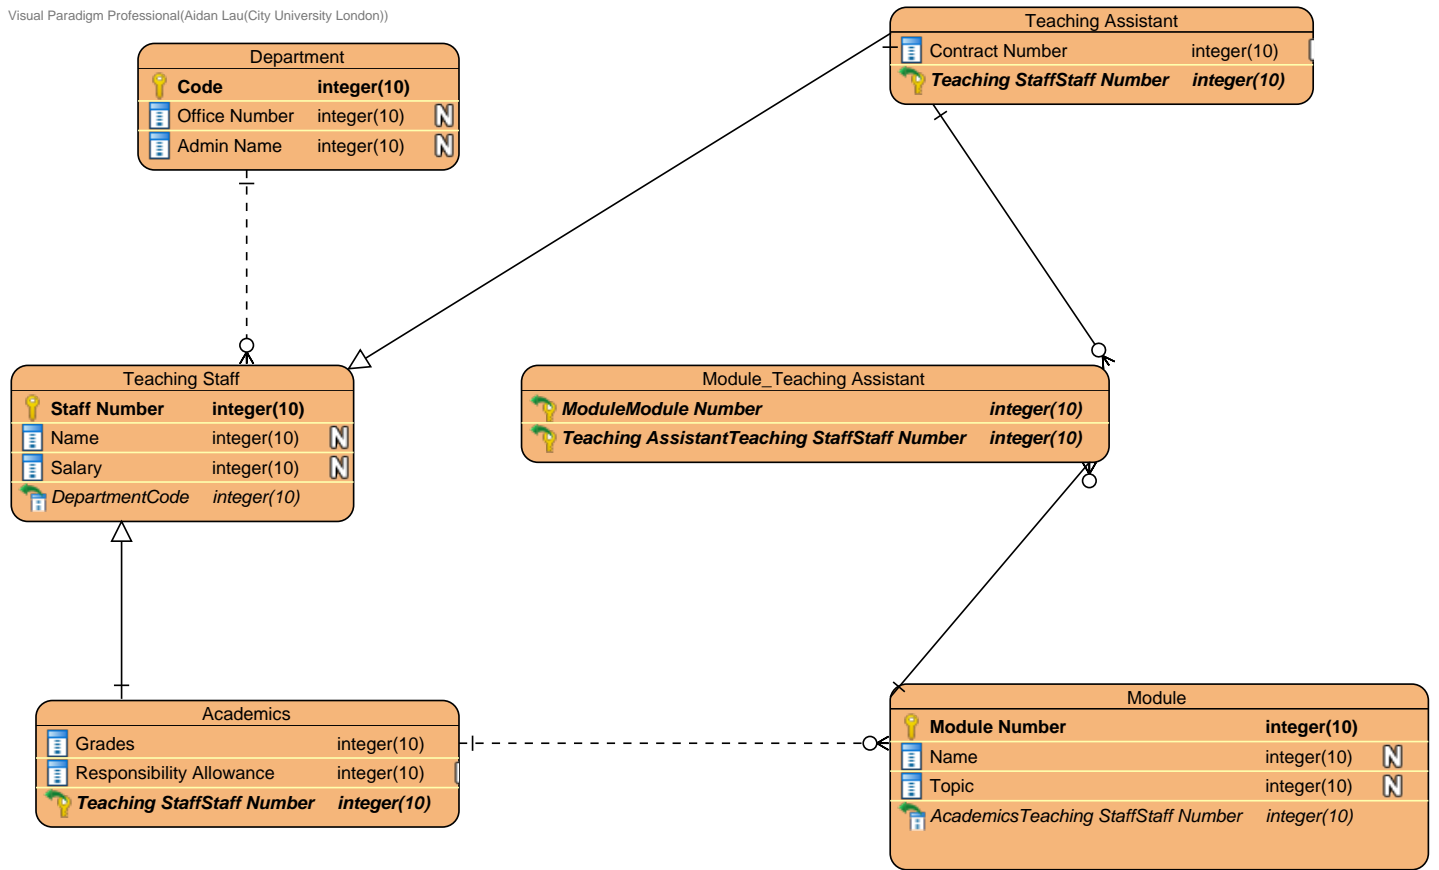 Visual Paradigm Professional(Aidan Lau(City University London))
Department
Code integer(10)
Office Number integer(10) N
Admin Name integer(10) N
Teaching Assistant
Contract Number integer(10)
Teaching StaffStaff Number integer(10)
Teaching Staff
Staff Number integer(10)
Name integer(10) N
Salary integer(10) N
DepartmentCode integer(10)
Module_Teaching Assistant
ModuleModule Number integer(10)
Teaching AssistantTeaching StaffStaff Number integer(10)
Academics
Grades integer(10)
Responsibility Allowance integer(10)
Teaching StaffStaff Number integer(10)
Module
Module Number integer(10)
Name integer(10) N
Topic integer(10) N
AcademicsTeaching StaffStaff Number integer(10)